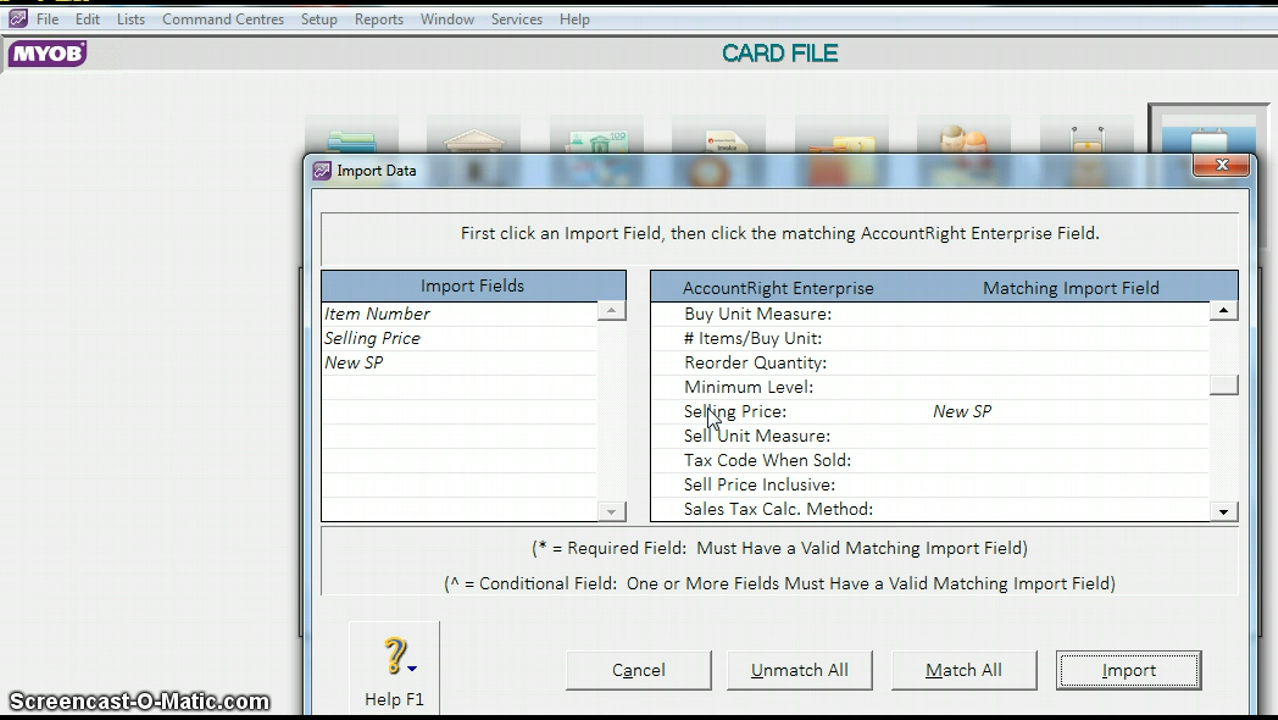 File Edit Lists Command Centres Setup Reports Window Services Help
MYOB CARD FILE
100
Invoice
Import Data
First click an Import Field, then click the matching AccountRight Enterprise Field.
Import Fields AccountRight Enterprise Matching Import Field
Item Number Buy Unit Measure:
Selling Price # Items/Buy Unit:
New SP Reorder Quantity:
Minimum Level:
Selling Price: New SP
Sell Unit Measure:
Tax Code When Sold:
Sell Price Inclusive:
Sales Tax Calc. Method:
(* = Required Field: Must Have a Valid Matching Import Field)
(^ = Conditional Field: One or More Fields Must Have a Valid Matching Import Field)
? Cancel Unmatch All Match All Import
Help F1
Screencast-O-Matic.com